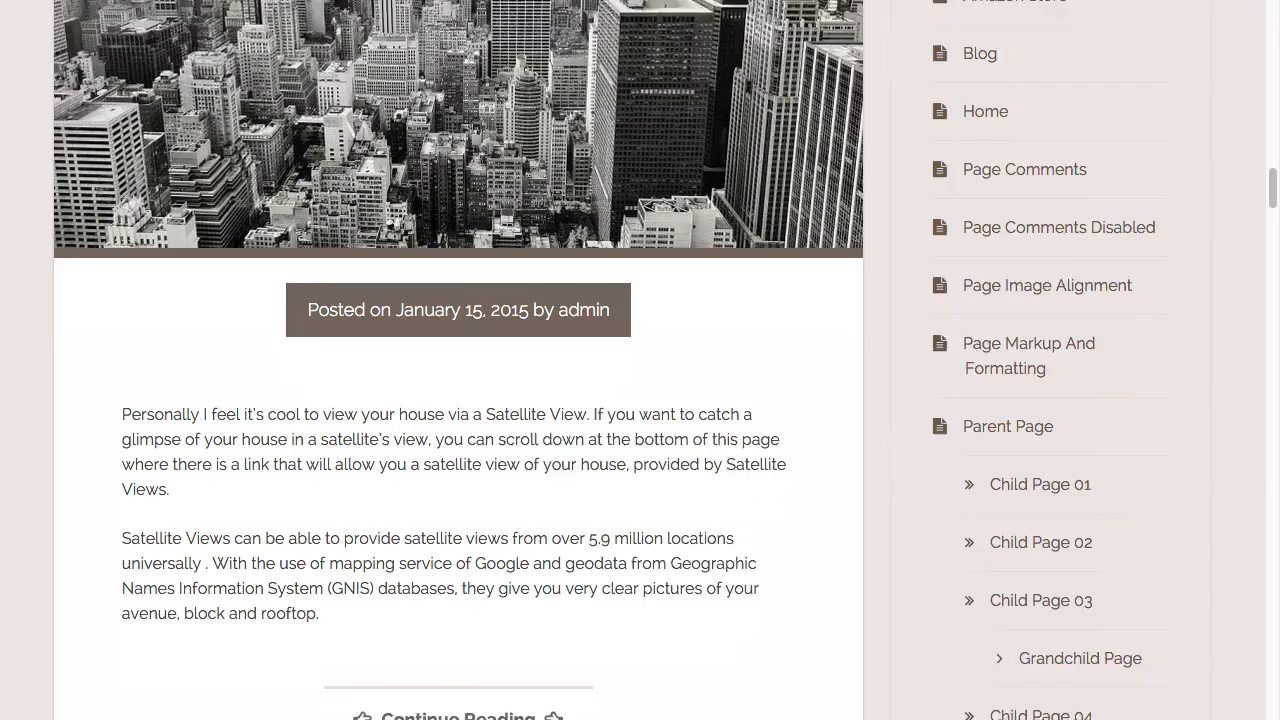 Posted on January 15, 2015 by admin
Personally I feel it's cool to view your house via a Satellite View. If you want to catch a
glimpse of your house in a satellite's view, you can scroll down at the bottom of this page
where there is a link that will allow you a satellite view of your house, provided by Satellite
Views.
Satellite Views can be able to provide satellite views from over 5.9 million locations
universally . With the use of mapping service of Google and geodata from Geographic
Names Information System (GNIS) databases, they give you very clear pictures of your
avenue, block and rooftop.
Continue Reading
Amazon Store
Blog
Home
Page Comments
Page Comments Disabled
Page Image Alignment
Page Markup And
Formatting
Parent Page
Child Page 01
Child Page 02
Child Page 03
Grandchild Page
Child Page 04